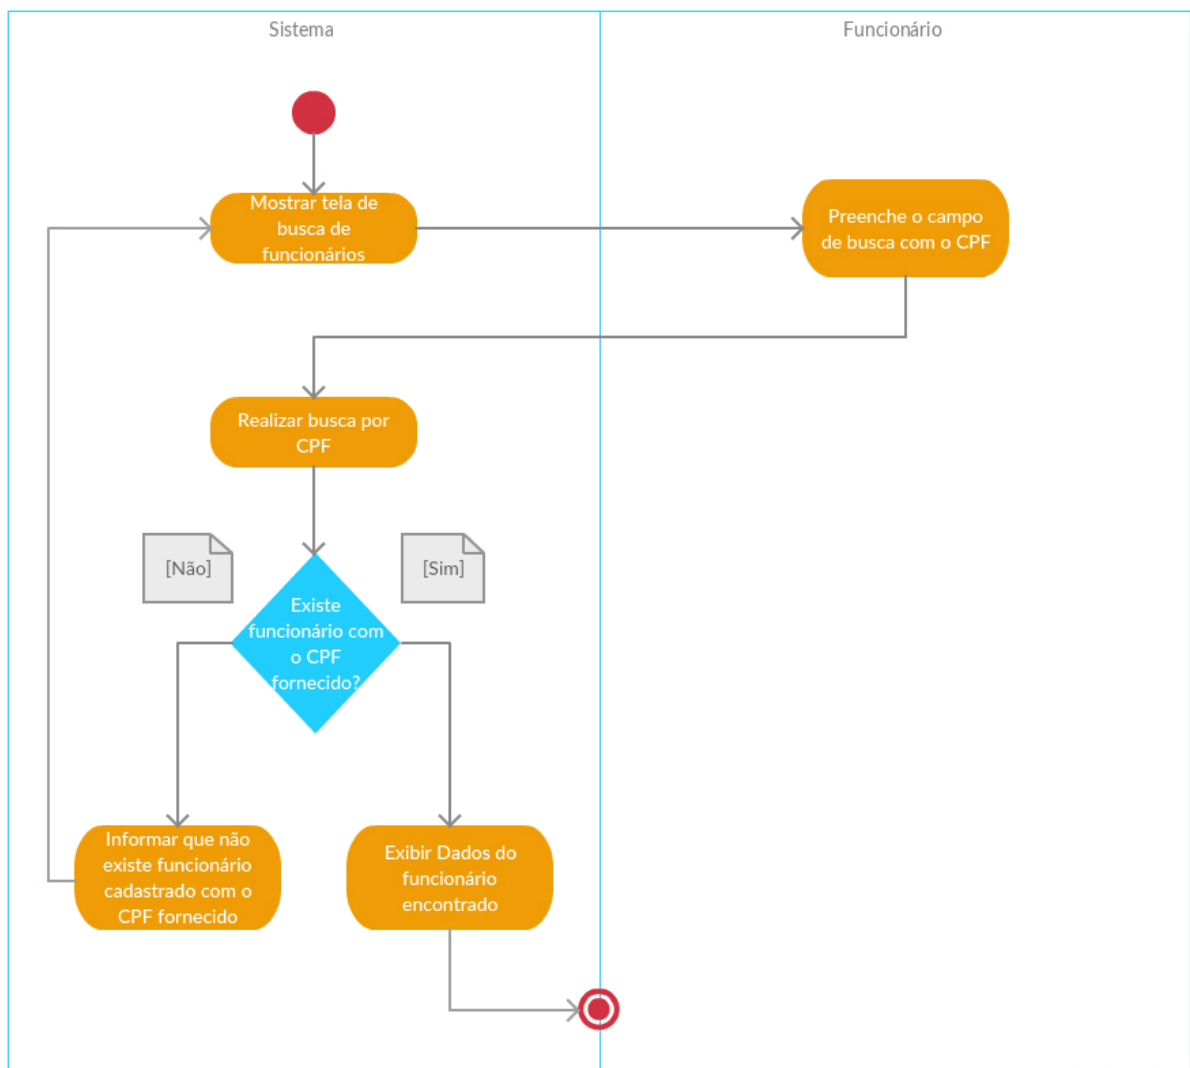 Sistema
Funcionário
Mostrar tela de
busca de
funcionários
Preenche o campo
de busca com o CPF
Realizar busca por
CPF
[Não]
[Sim]
Existe
funcionário com
o CPF
fornecido?
Informar que não
existe funcionário
cadastrado com o
CPF fornecido
Exibir Dados do
funcionário
encontrado